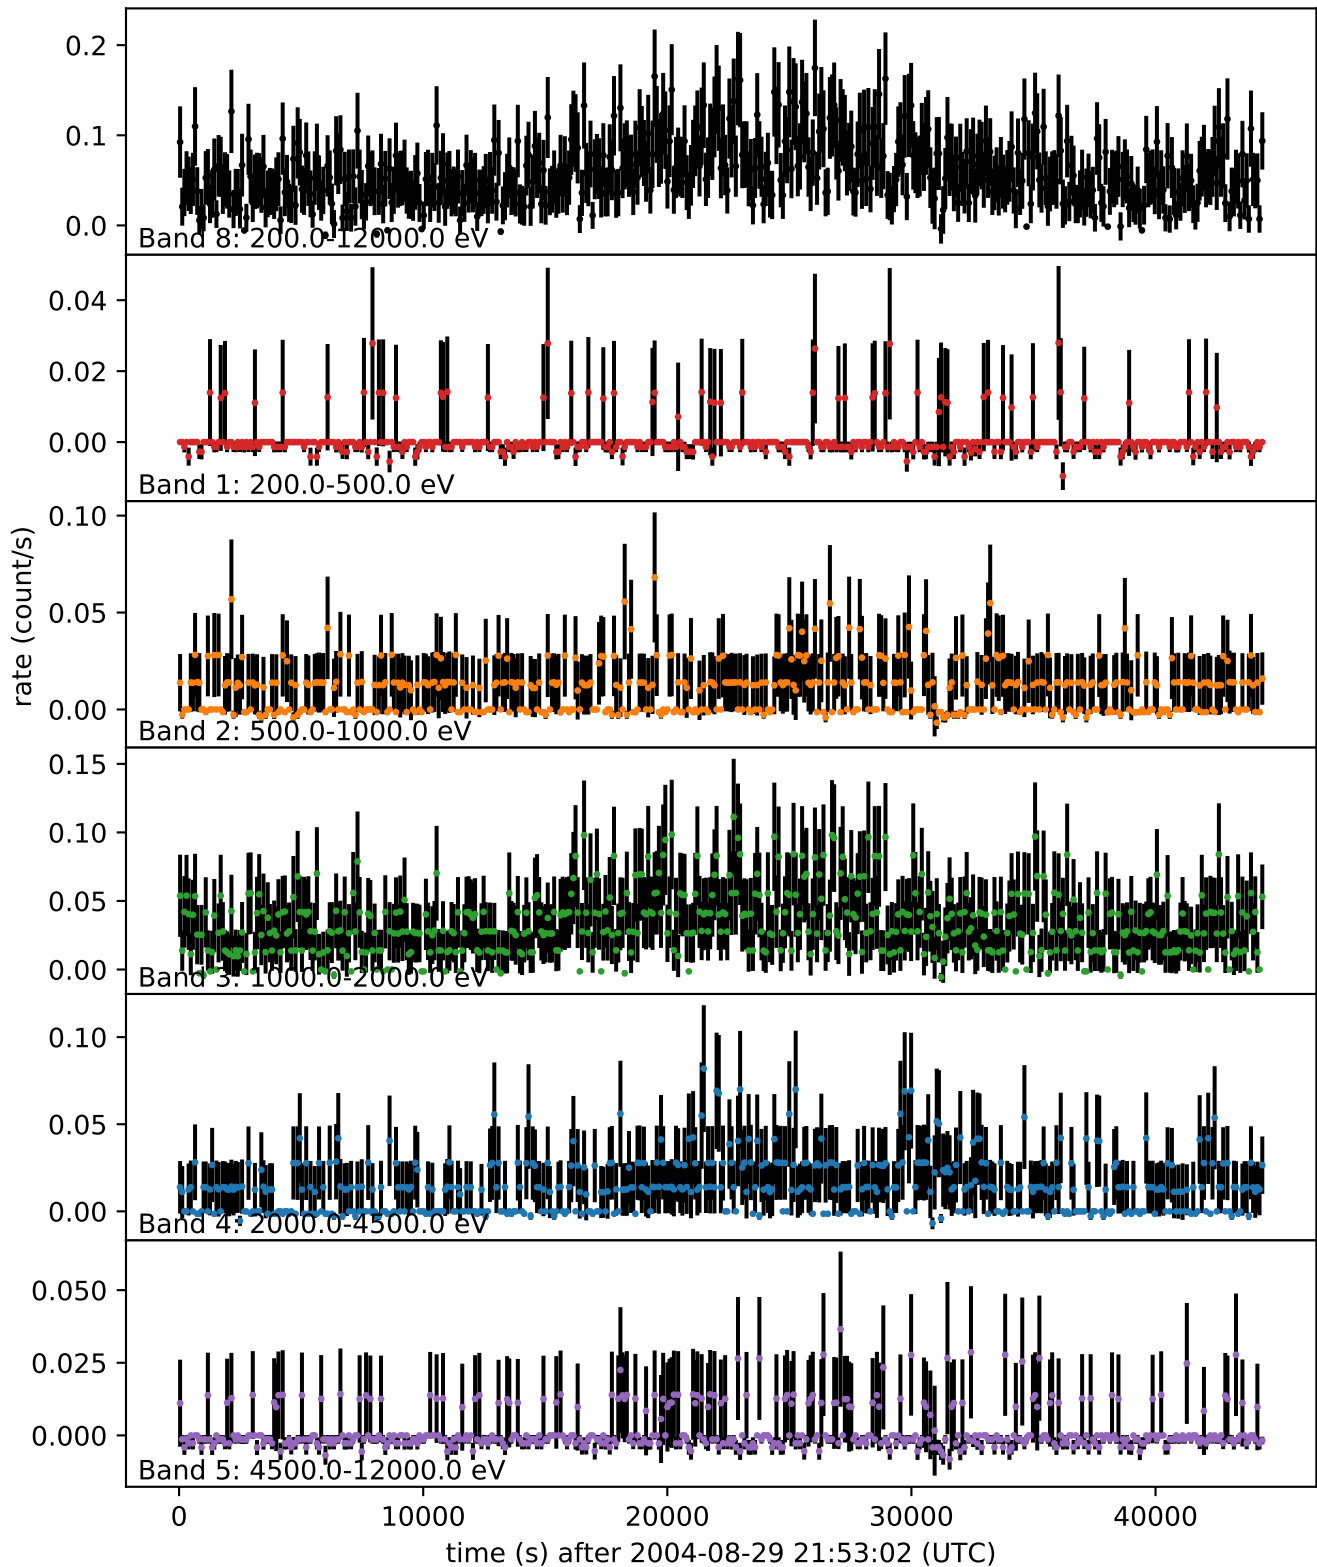 0.2
0.1
0.0
Band 8: 200.0-12000.0 eV
0.04
0.02
0.00
Band 1: 200.0-500.0 eV
rate (count/s)
0.10
0.05
0.00
Band 2: 500.0-1000.0 eV
0.15
0.10
0.05
0.00
Band 3: 1000.0-2000.0 eV
0.10
0.05
0.00
Band 4: 2000.0-4500.0 eV
0.050
0.025
0.000
Band 5: 4500.0-12000.0 eV
0 10000 20000 30000 40000
time (s) after 2004-08-29 21:53:02 (UTC)